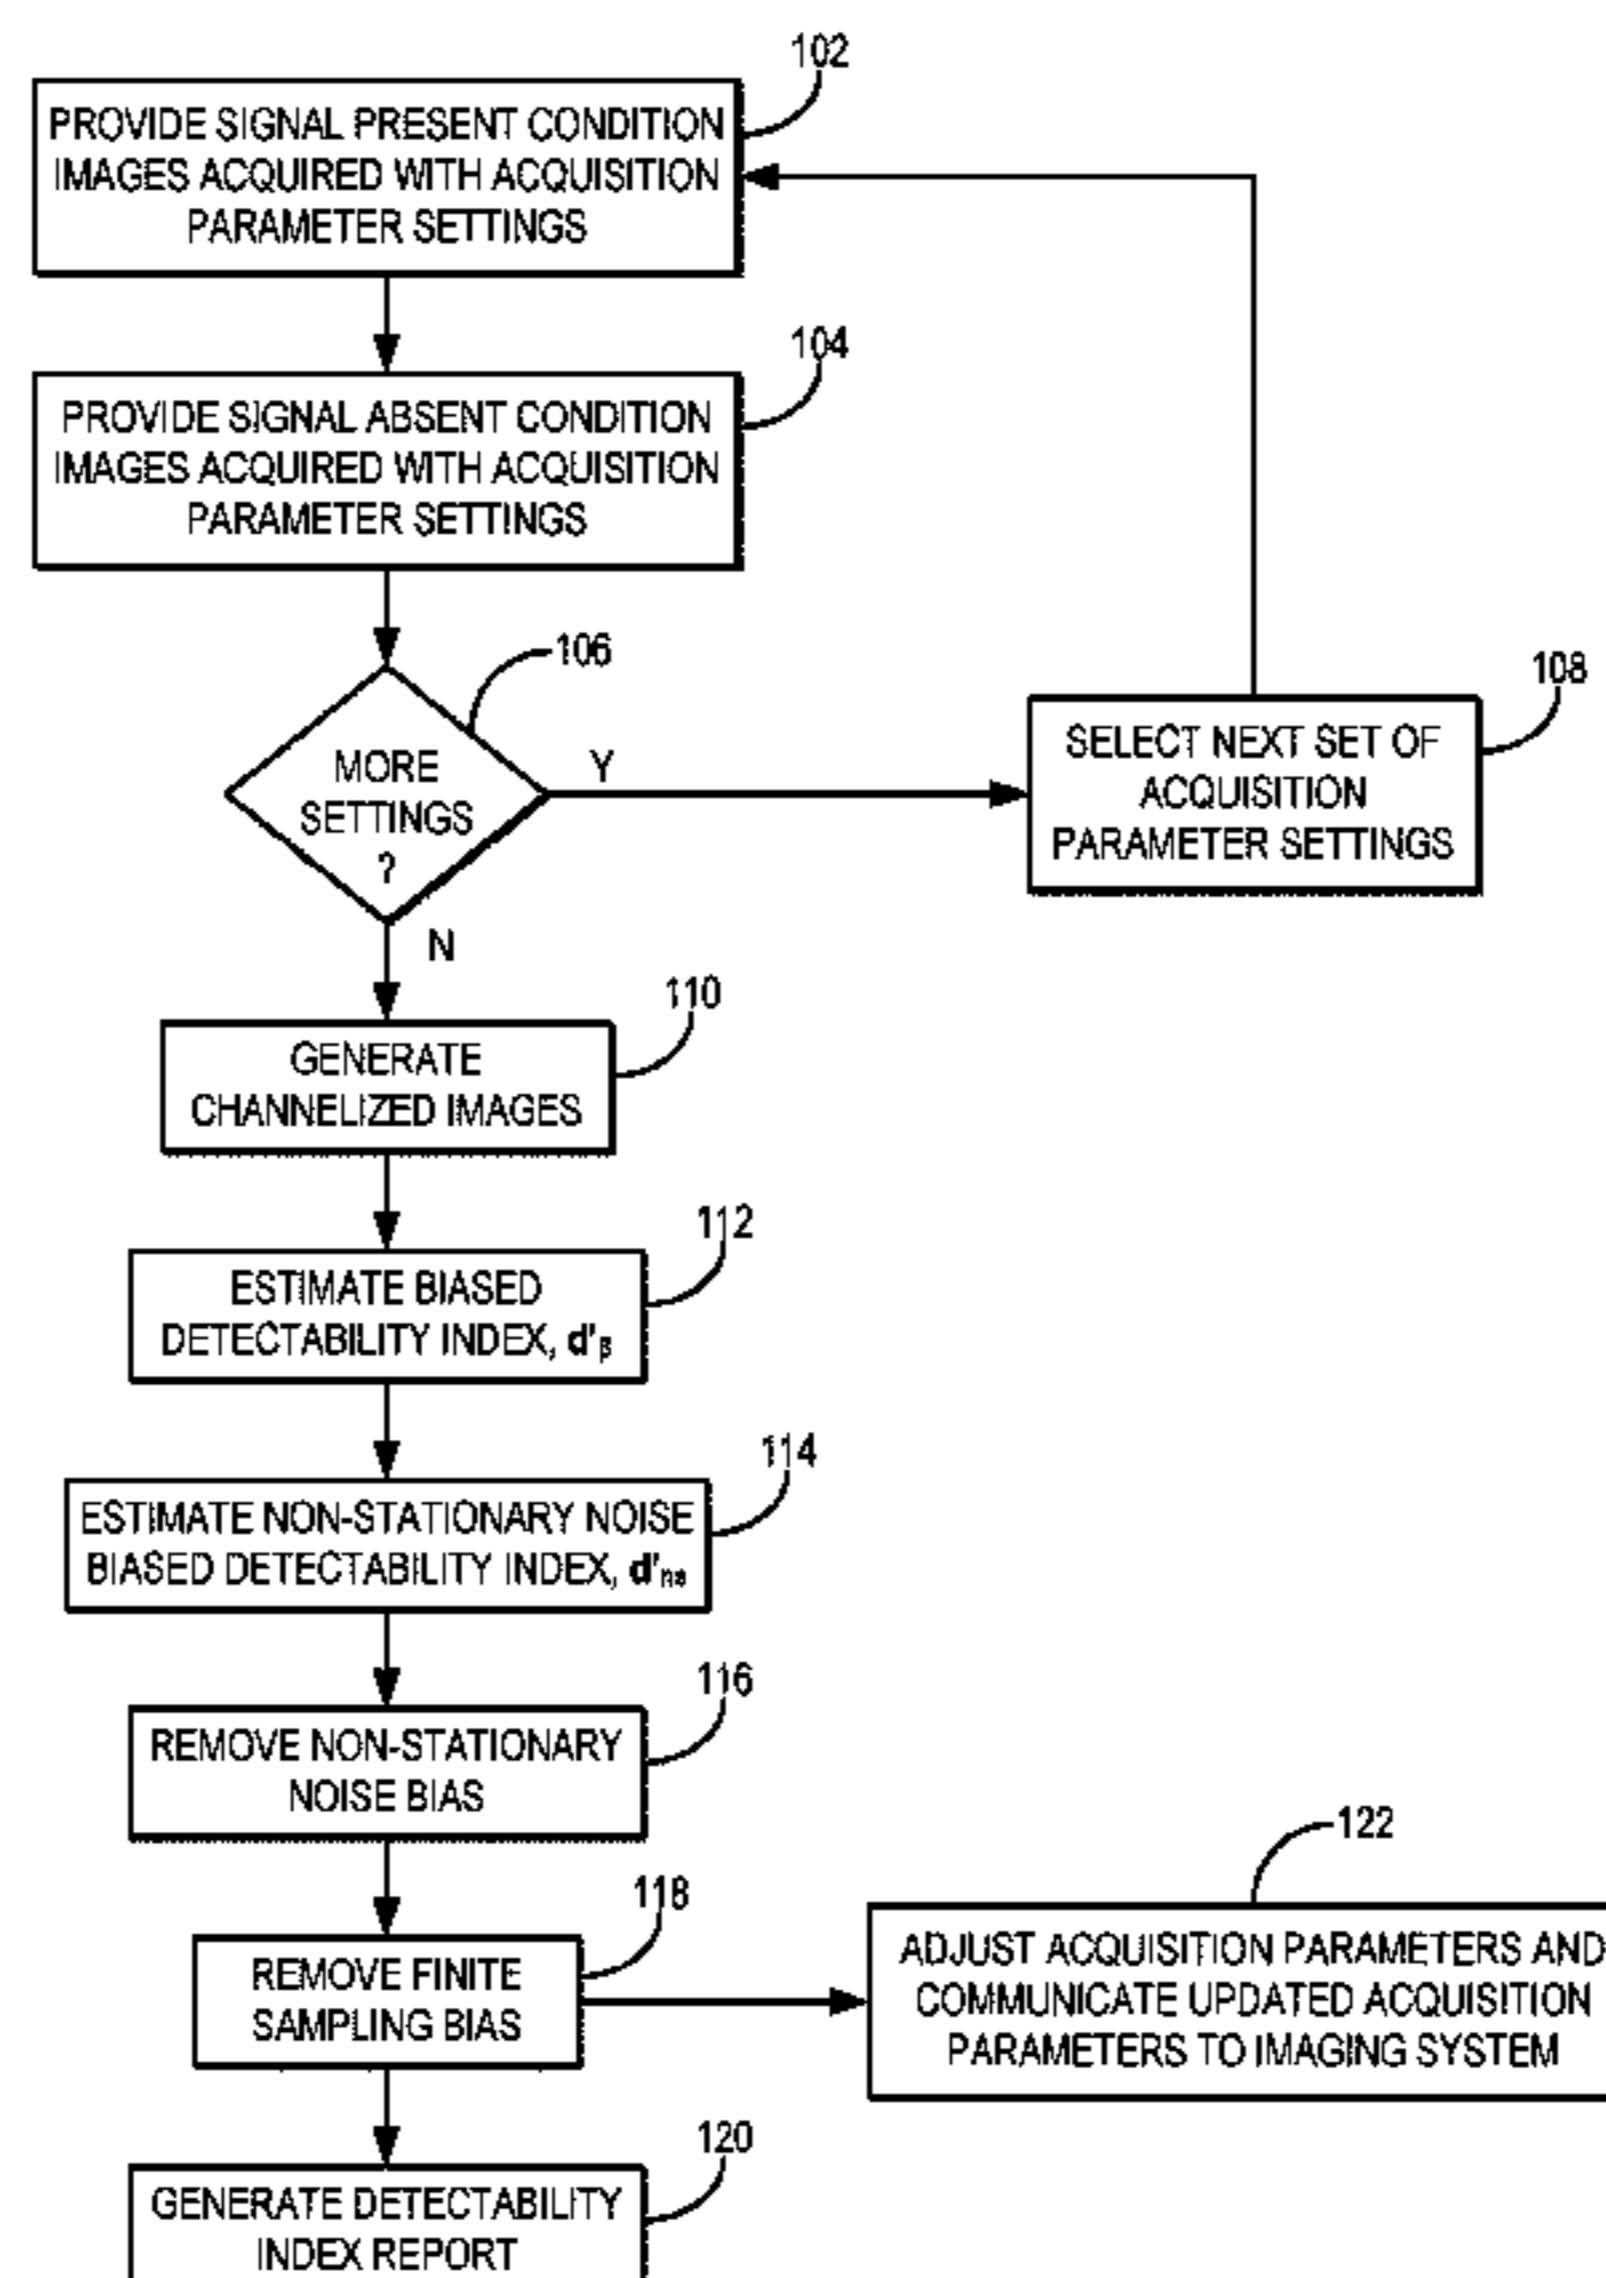 102
PROVIDE SIGNAL PRESENT CONDITION
IMAGES ACQUIRED WITH ACQUISITION
PARAMETER SETTINGS
104
PROVIDE SIGNAL ABSENT CONDITION
IMAGES ACQUIRED WITH ACQUISITION
PARAMETER SETTINGS
106
MORE
SETTINGS
?
Y
N
108
SELECT NEXT SET OF
ACQUISITION
PARAMETER SETTINGS
110
GENERATE
CHANNELIZED IMAGES
112
ESTIMATE BIASED
DETECTABILITY INDEX, d'β
114
ESTIMATE NON-STATIONARY NOISE
BIASED DETECTABILITY INDEX, d'ns
116
REMOVE NON-STATIONARY
NOISE BIAS
118
REMOVE FINITE
SAMPLING BIAS
122
ADJUST ACQUISITION PARAMETERS AND
COMMUNICATE UPDATED ACQUISITION
PARAMETERS TO IMAGING SYSTEM
120
GENERATE DETECTABILITY
INDEX REPORT